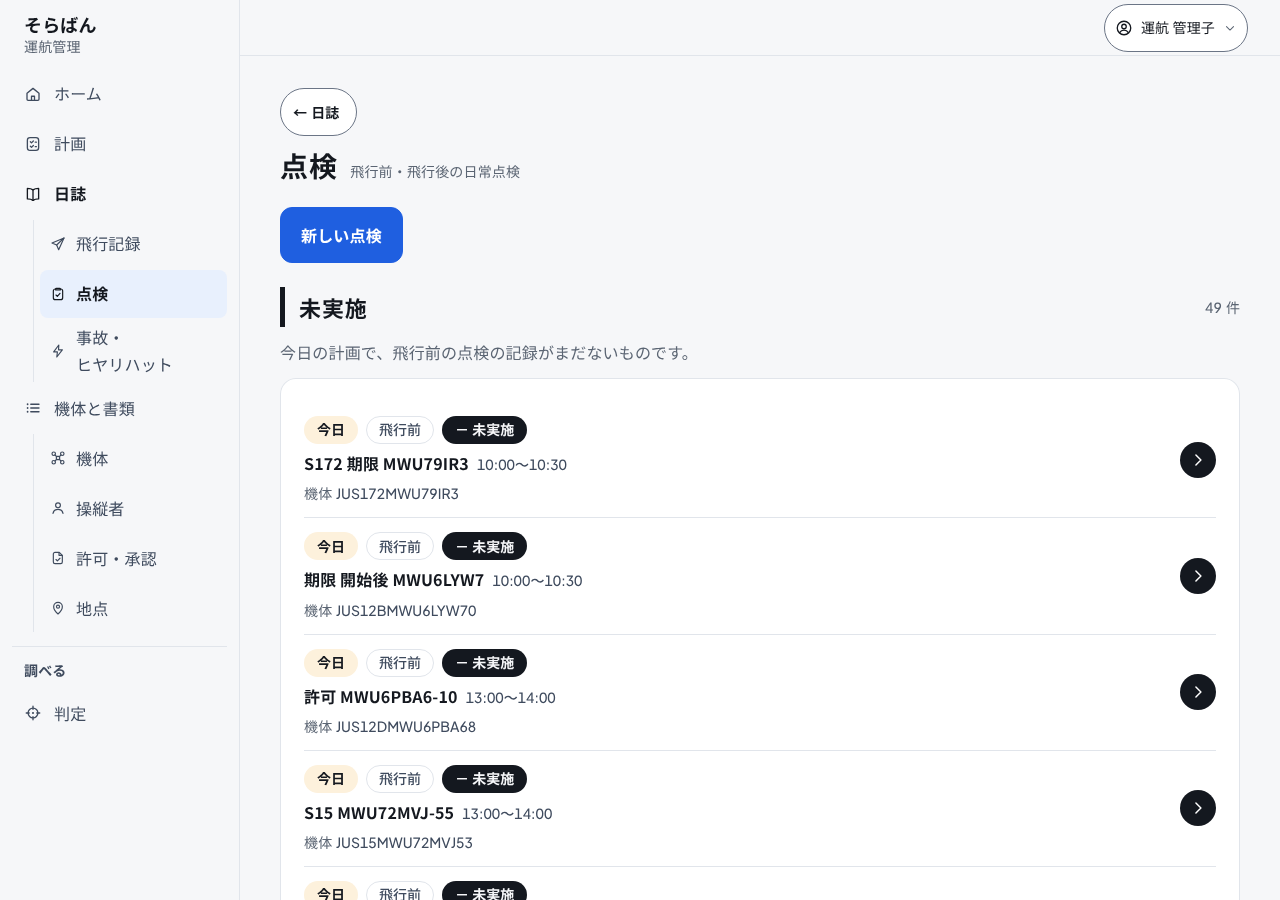 そらばん
運航管理
運航 管理子
ホーム
計画
日誌
飛行記録
点検
事故・
ヒヤリハット
機体と書類
機体
操縦者
許可・承認
地点
調べる
判定
← 日誌
点検 飛行前・飛行後の日常点検
新しい点検
未実施 49 件
今日の計画で、飛行前の点検の記録がまだないものです。
今日 飛行前 – 未実施
S172 期限 MWU79IR3 10:00〜10:30
機体 JUS172MWU79IR3
今日 飛行前 – 未実施
期限 開始後 MWU6LYW7 10:00〜10:30
機体 JUS12BMWU6LYW70
今日 飛行前 – 未実施
許可 MWU6PBA6-10 13:00〜14:00
機体 JUS12DMWU6PBA68
今日 飛行前 – 未実施
S15 MWU72MVJ-55 13:00〜14:00
機体 JUS15MWU72MVJ53
今日 飛行前 – 未実施